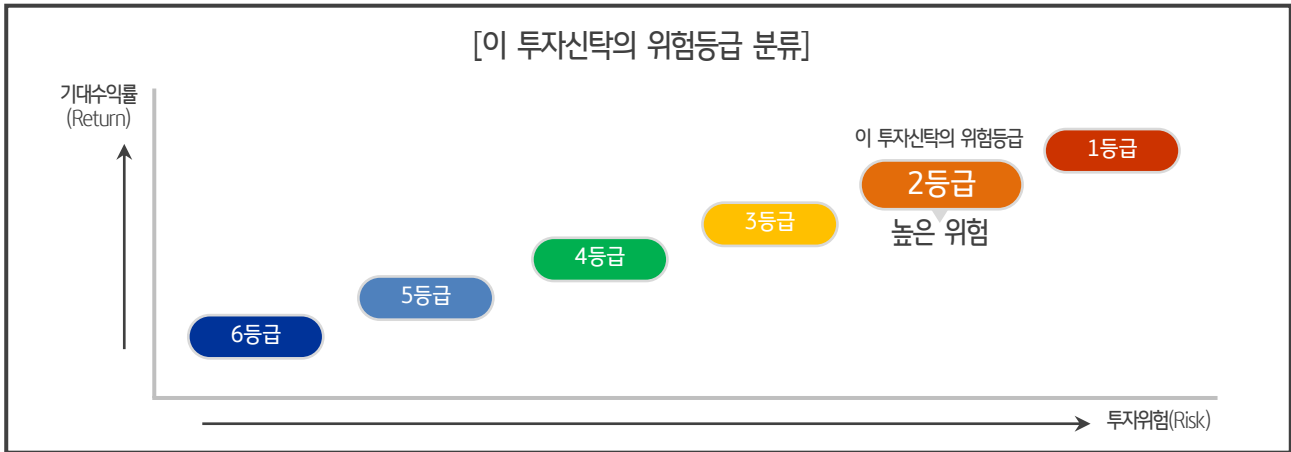 [이 투자신탁의 위험등급 분류]
기대수익률
(Return)
이 투자신탁의 위험등급
1등급
2등급
높은 위험
3등급
4등급
5등급
6등급
투자위험(Risk)